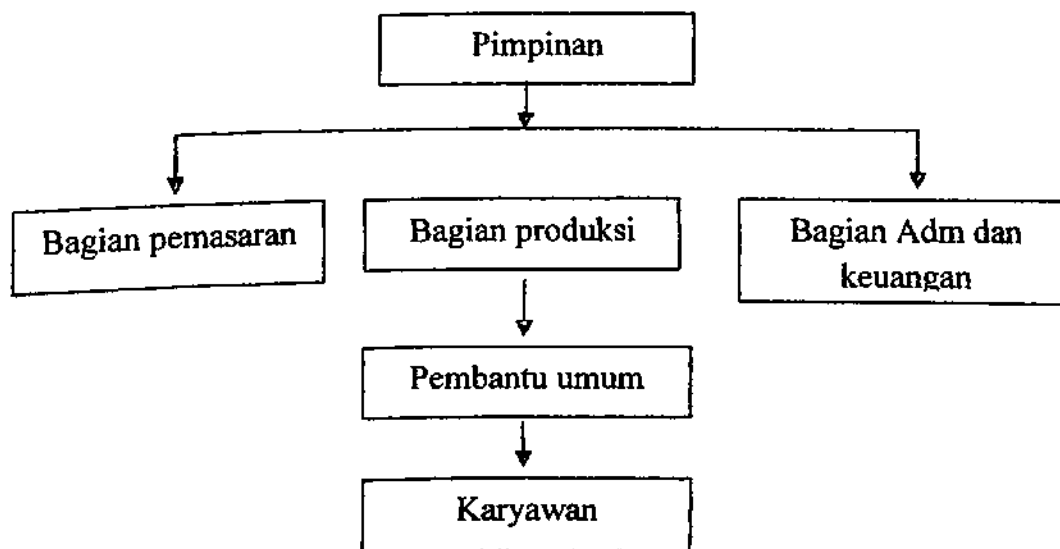 Pimpinan
Bagian pemasaran
Bagian produksi
Bagian Adm dan
keuangan
Pembantu umum
Karyawan